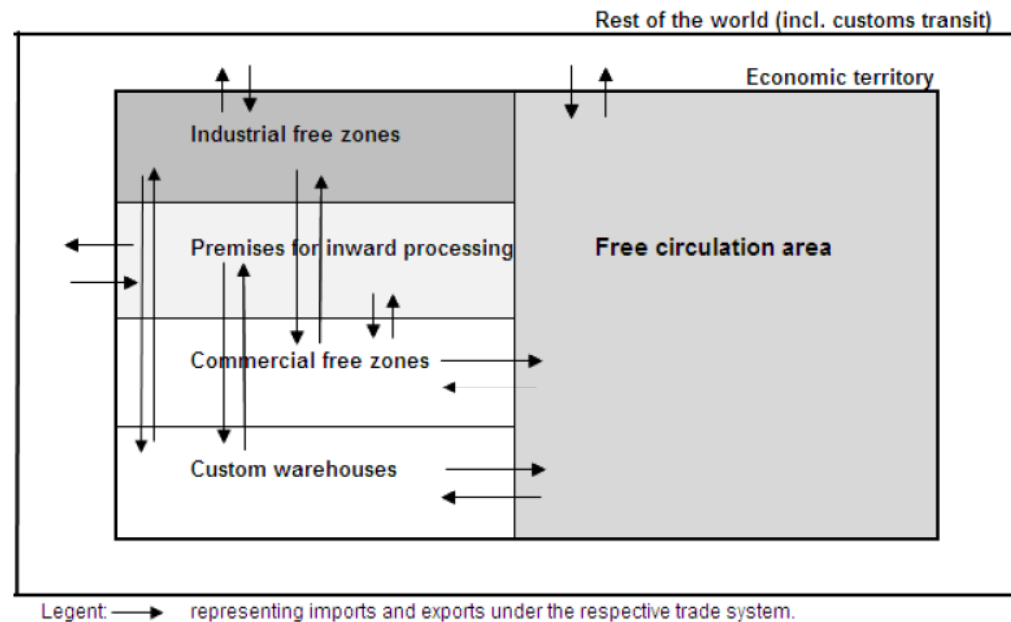 Rest of the world (incl. customs transit)
Economic territory
Industrial free zones
Premises for inward processing
Free circulation area
Commercial free zones
Custom warehouses
Legent: representing imports and exports under the respective trade system.